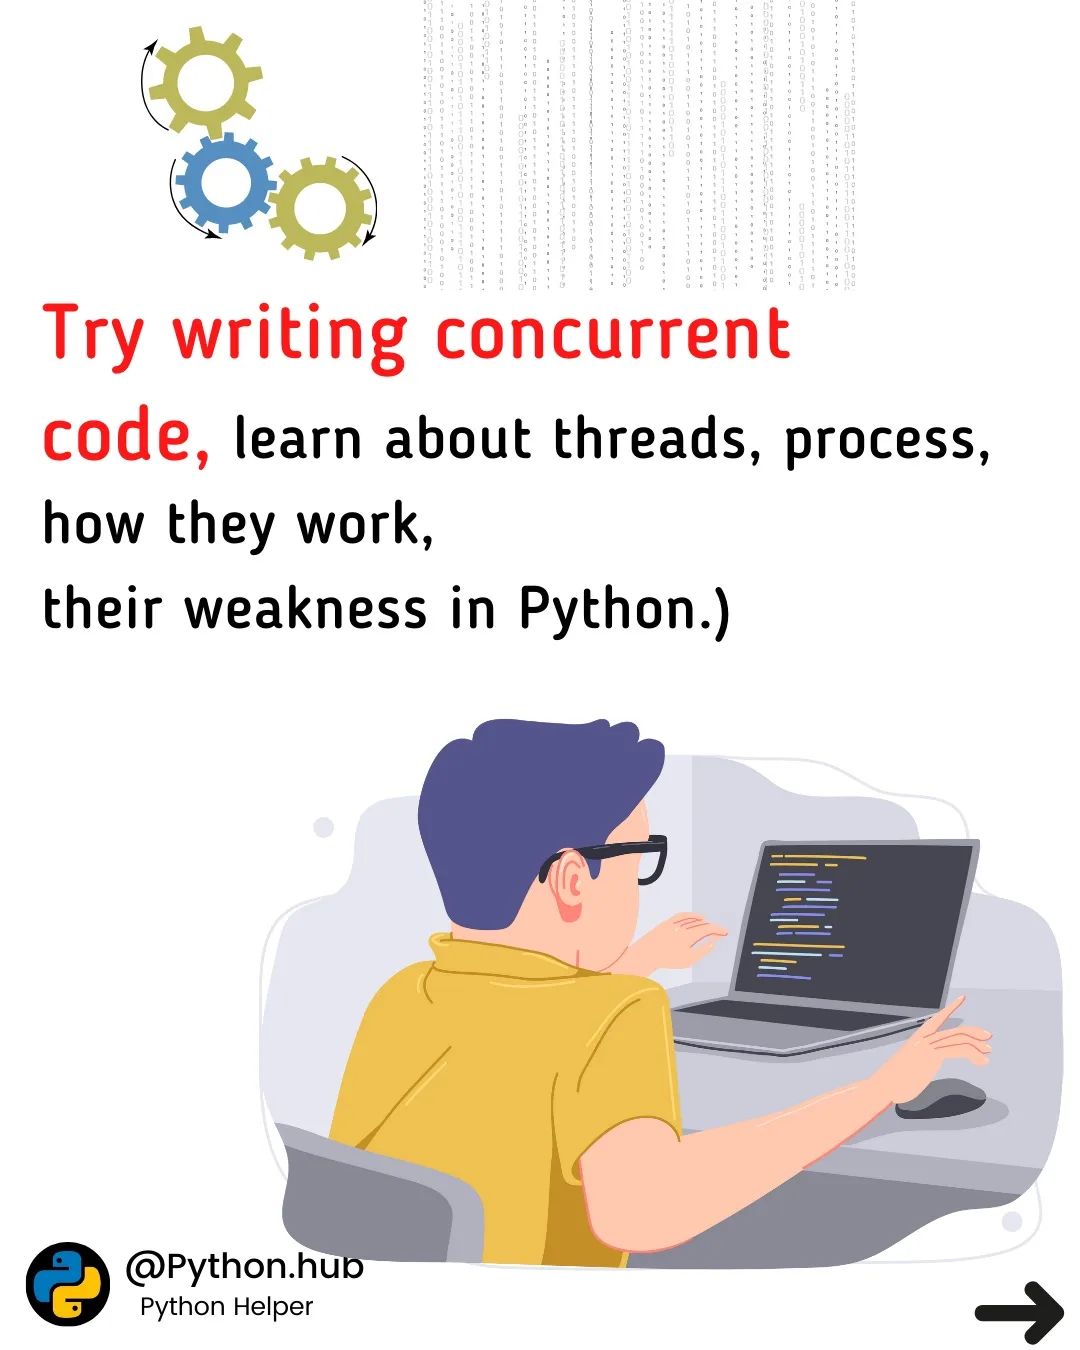 Try writing concurrent
code, learn about threads, process,
how they work,
their weakness in Python.)
@Python.hub
Python Helper